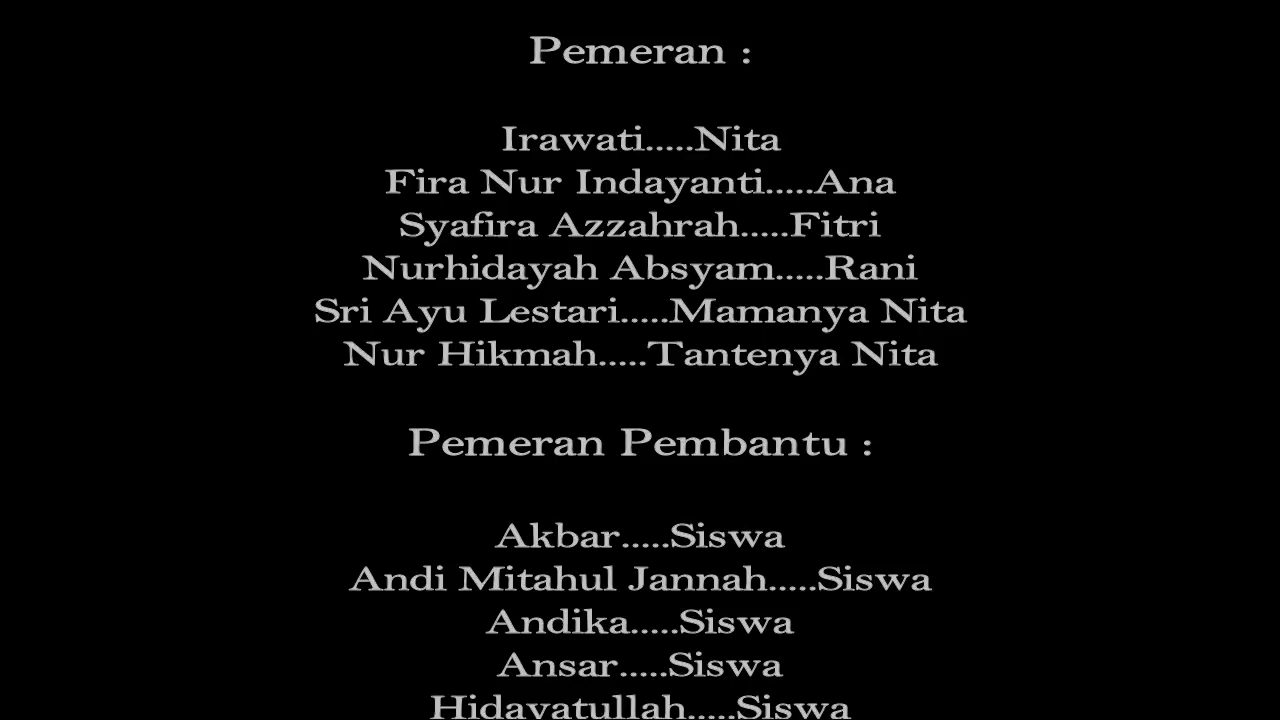 Pemeran :
Irawati.....Nita
Fira Nur Indayanti.....Ana
Syafira Azzahrah.....Fitri
Nurhidayah Absyam.....Rani
Sri Ayu Lestari.....Mamanya Nita
Nur Hikmah.....Tantenya Nita
Pemeran Pembantu :
Akbar.....Siswa
Andi Mitahul Jannah.....Siswa
Andika.....Siswa
Ansar.....Siswa
Hidayatullah.....Siswa